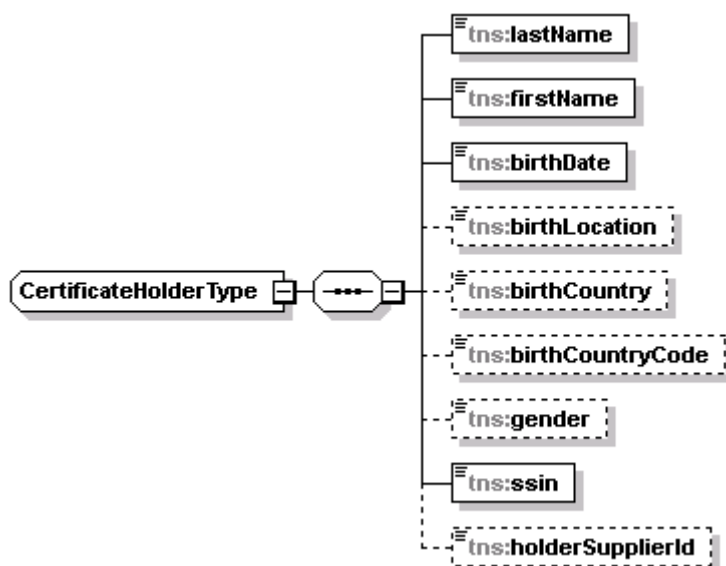 tns:lastName
tns:firstName
tns:birthDate
tns:birthLocation
CertificateHolderType
tns:birthCountry
tns:birthCountryCode
tns:gender
tns:ssin
tns:holderSupplierId